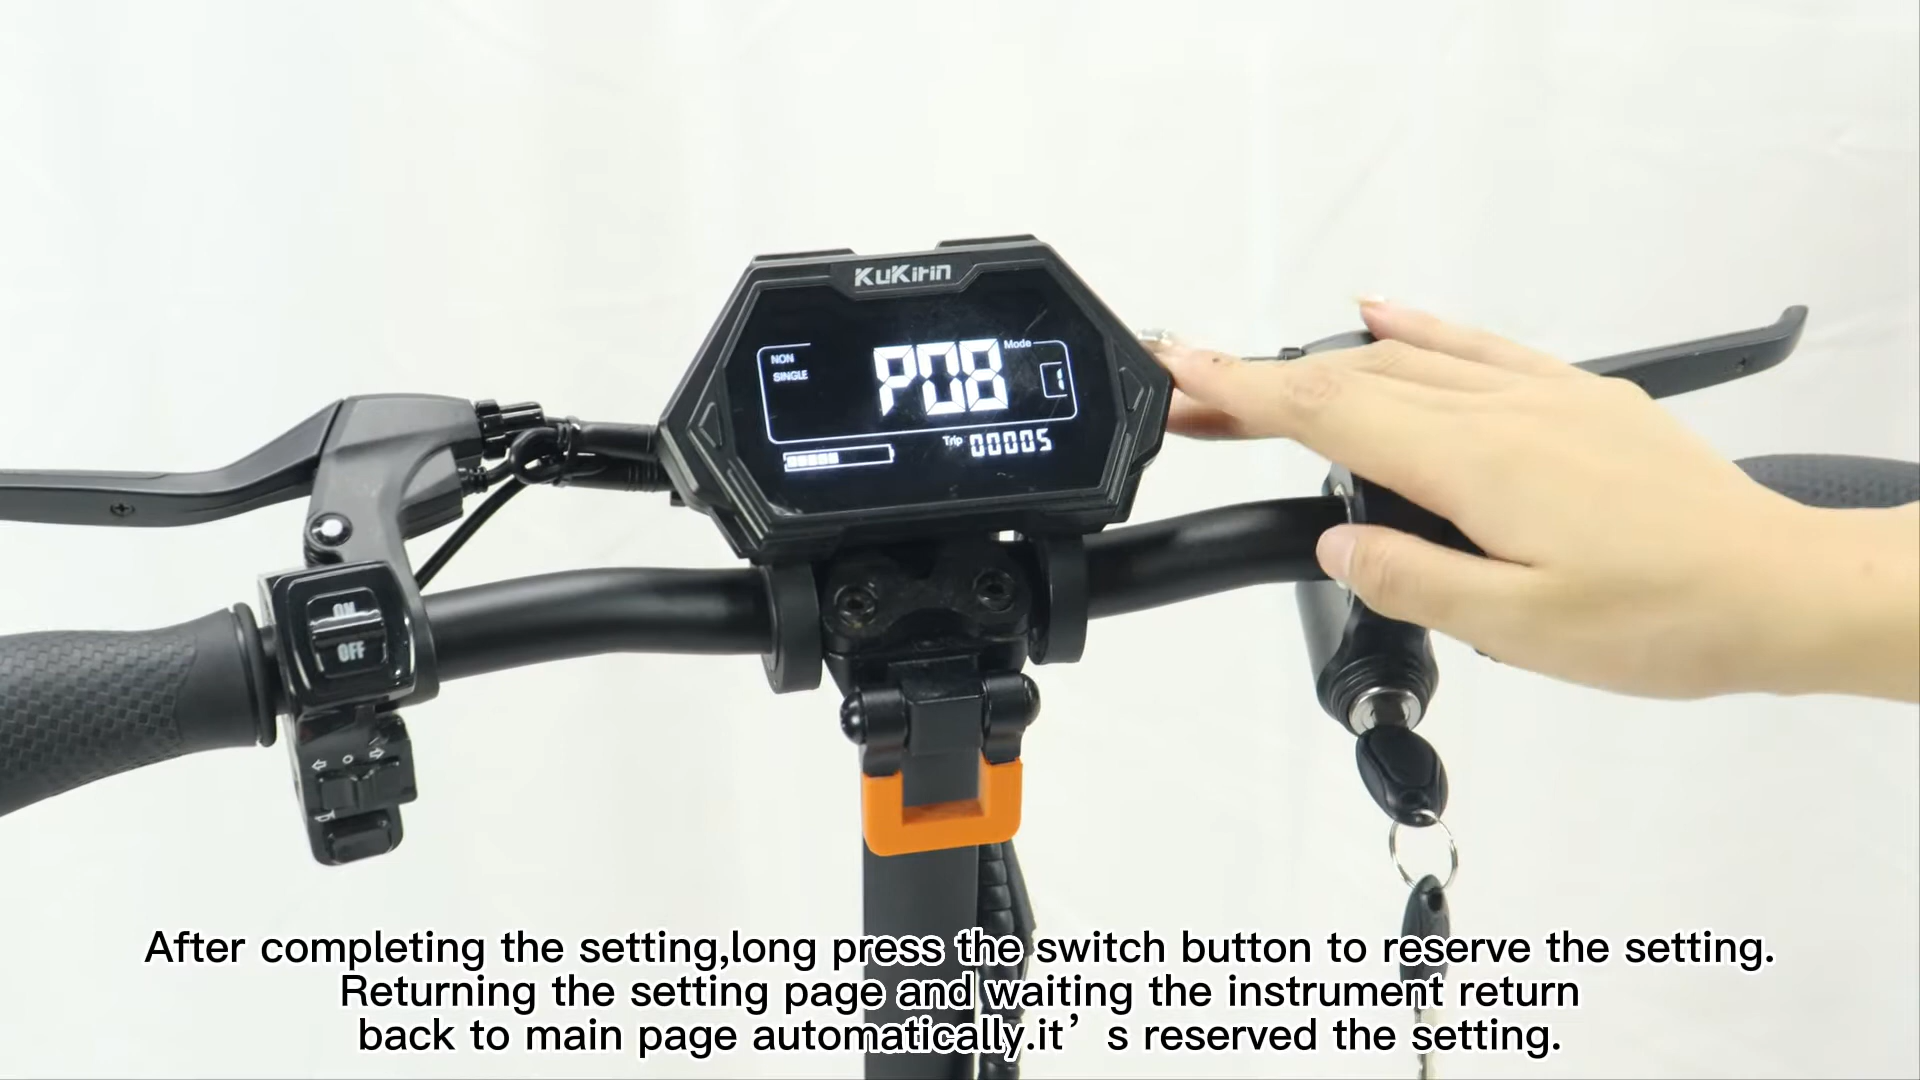 KuKirin
NON
Mode
SINGLE
P08
1
Trip 00005
ON
OFF
After completing the setting,long press the switch button to reserve the setting.
Returning the setting page and waiting the instrument return
back to main page automatically.it’s reserved the setting.